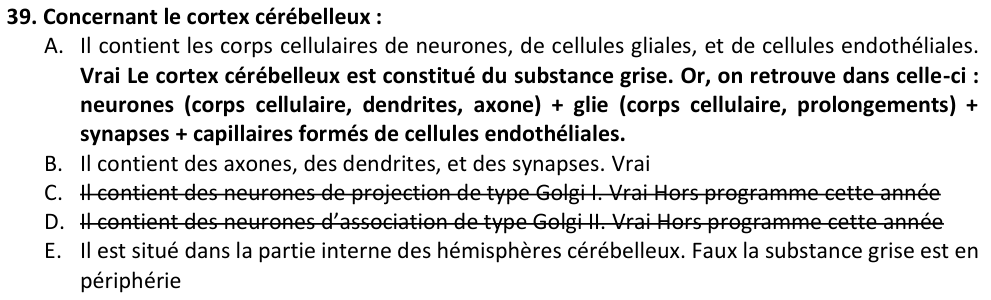 39. Concernant le cortex cérébelleux :
A. Il contient les corps cellulaires de neurones, de cellules gliales, et de cellules endothéliales.
Vrai Le cortex cérébelleux est constitué du substance grise. Or, on retrouve dans celle-ci :
neurones (corps cellulaire, dendrites, axone) + glie (corps cellulaire, prolongements) +
synapses + capillaires formés de cellules endothéliales.
B. Il contient des axones, des dendrites, et des synapses. Vrai
C. Il contient des neurones de projection de type Golgi I. Vrai Hors programme cette année
D. Il contient des neurones d’association de type Golgi II. Vrai Hors programme cette année
E. Il est situé dans la partie interne des hémisphères cérébelleux. Faux la substance grise est en
périphérie